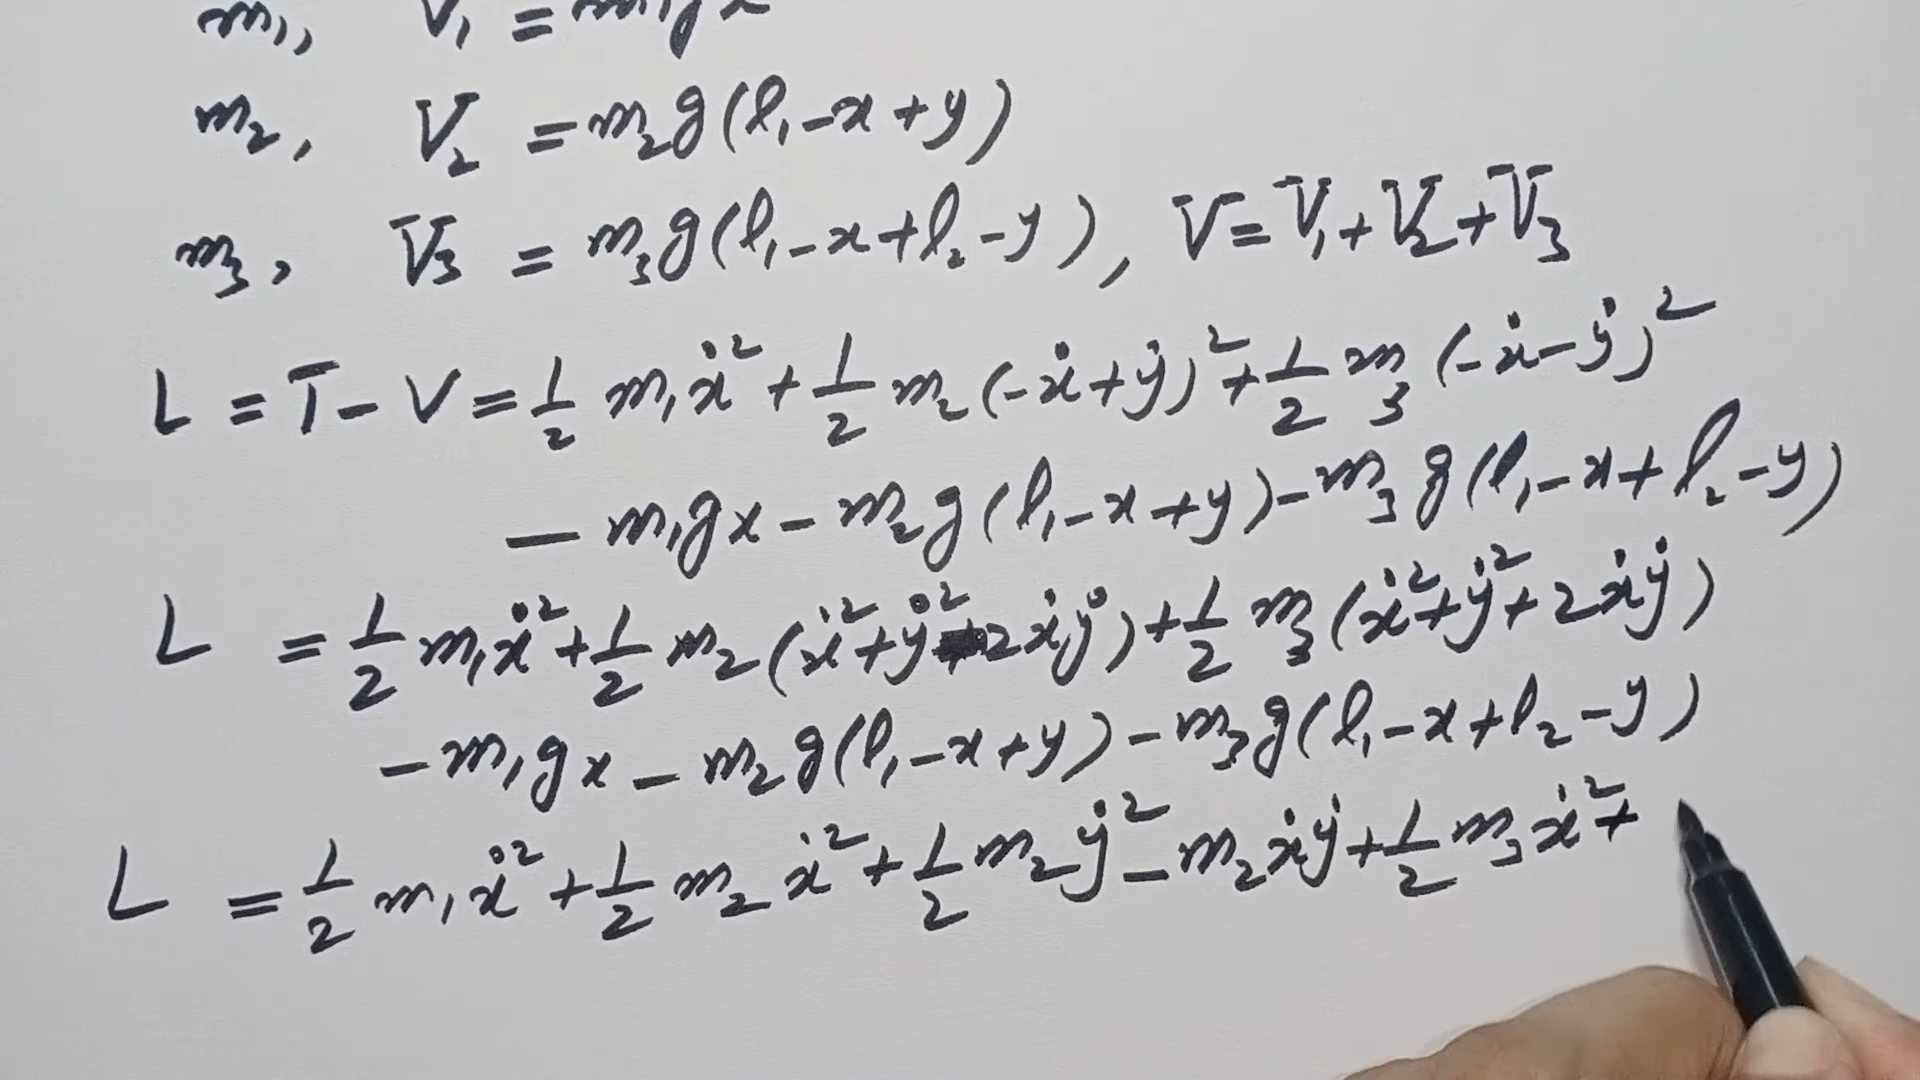 m₁, V₁ = m₁gx
m₂, V₂ = m₂g(l₁-x+y)
m₃, V₃ = m₃g(l₁-x+l₂-y), V = V₁+V₂+V₃
L = T-V = 1/2 m₁ẋ² + 1/2 m₂(-ẋ+ẏ)² + 1/2 m₃(-ẋ-ẏ)²
- m₁gx - m₂g(l₁-x+y) - m₃g(l₁-x+l₂-y)
L = 1/2 m₁ẋ² + 1/2 m₂(ẋ²+ẏ²-2ẋẏ) + 1/2 m₃(ẋ²+ẏ²+2ẋẏ)
- m₁gx - m₂g(l₁-x+y) - m₃g(l₁-x+l₂-y)
L = 1/2 m₁ẋ² + 1/2 m₂ẋ² + 1/2 m₂ẏ² - m₂ẋẏ + 1/2 m₃ẋ² +